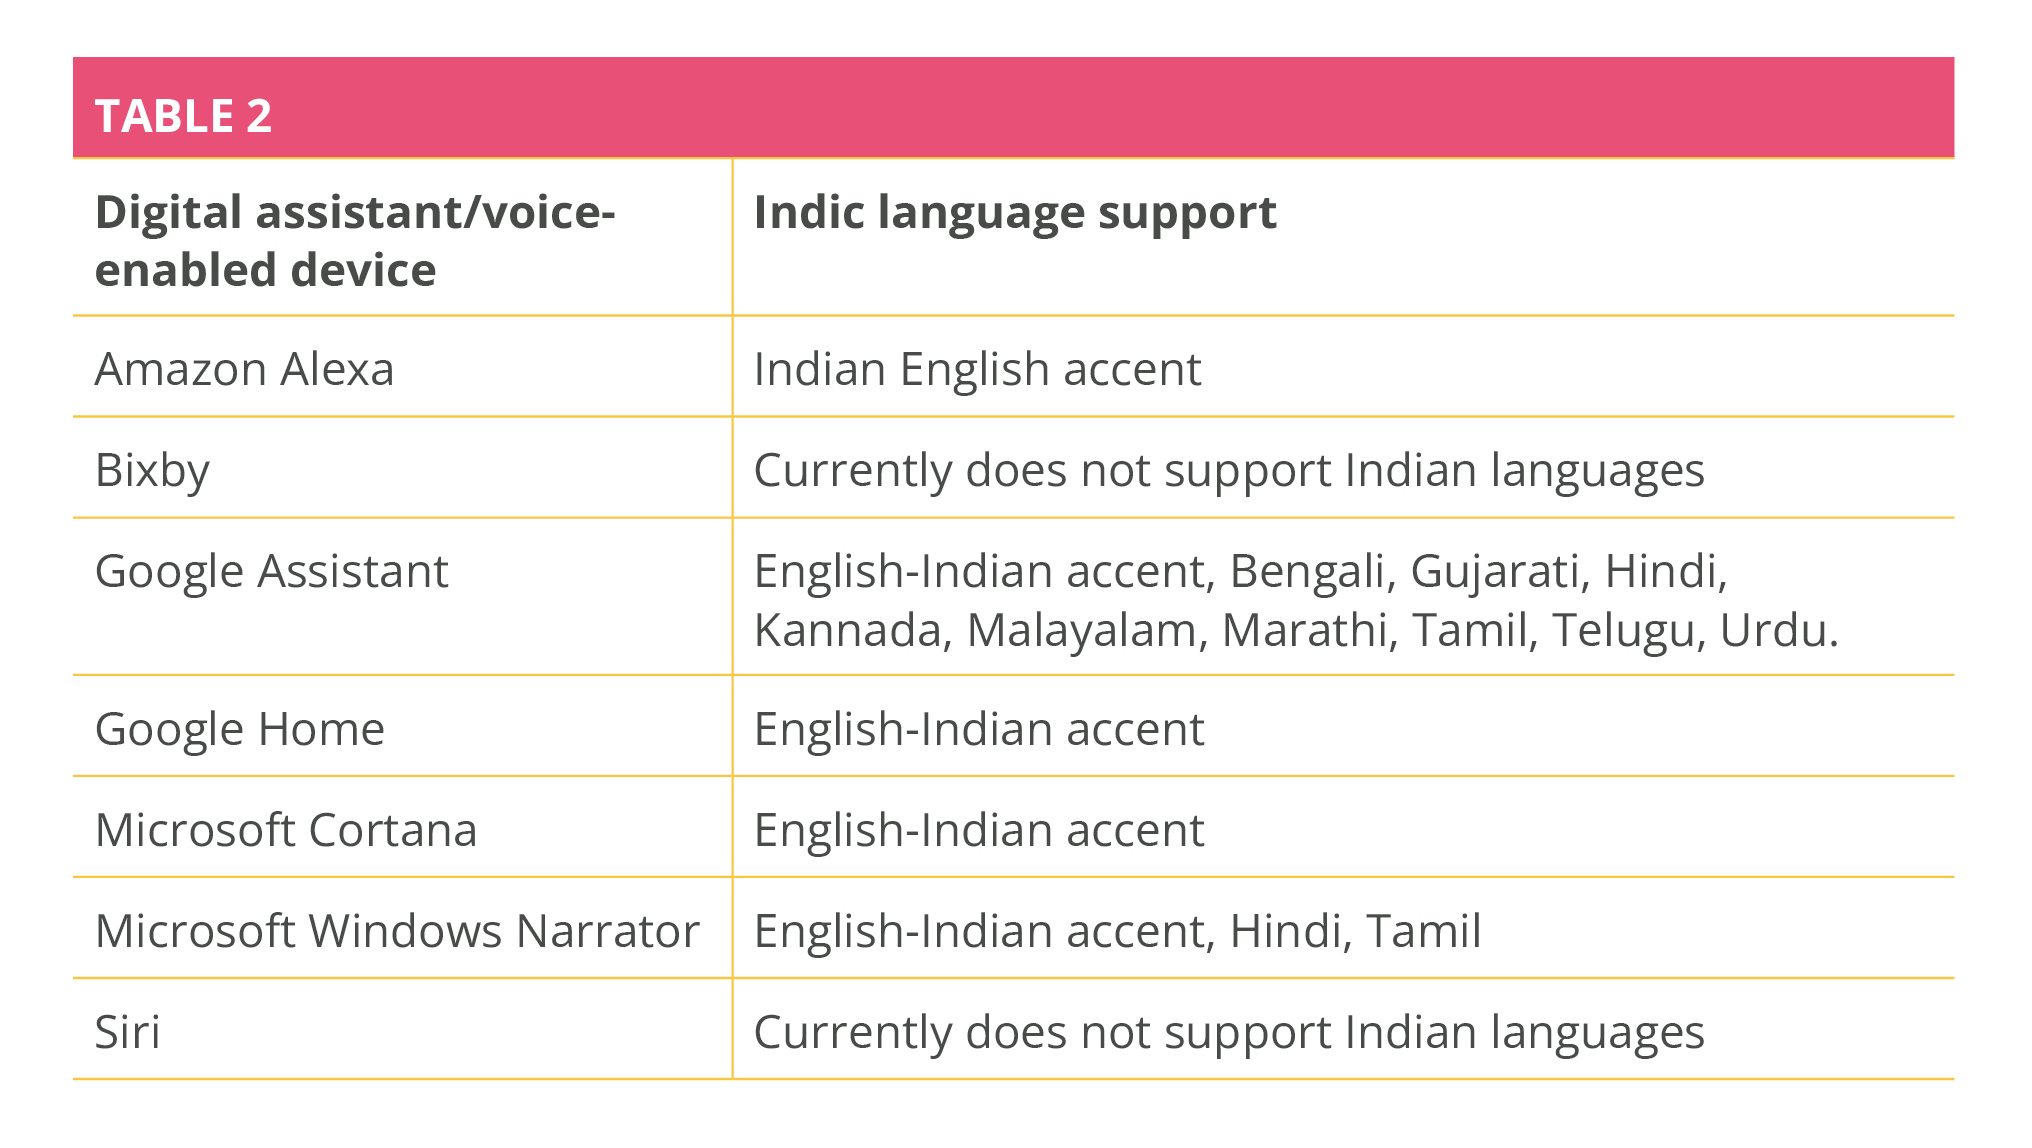 TABLE 2
Digital assistant/voice-
enabled device
Indic language support
Amazon Alexa
Indian English accent
Bixby
Currently does not support Indian languages
Google Assistant
English-Indian accent, Bengali, Gujarati, Hindi,
Kannada, Malayalam, Marathi, Tamil, Telugu, Urdu.
Google Home
English-Indian accent
Microsoft Cortana
English-Indian accent
Microsoft Windows Narrator
English-Indian accent, Hindi, Tamil
Siri
Currently does not support Indian languages